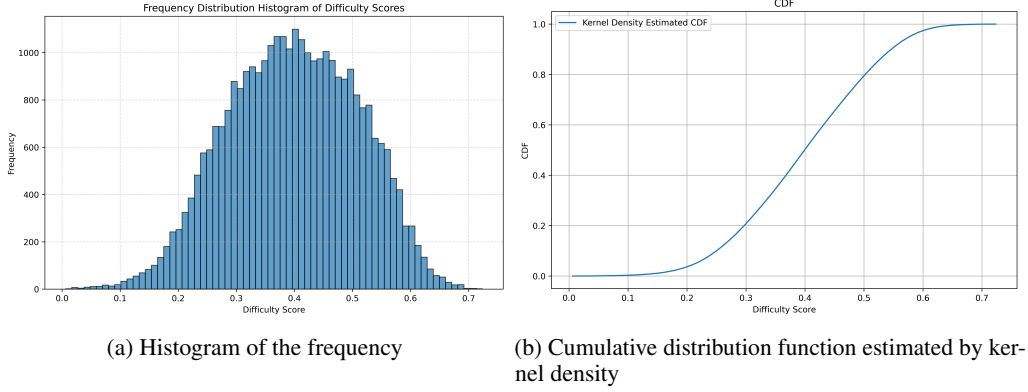 Frequency Distribution Histogram of Difficulty Scores
1000
800
600
400
200
0
Frequency
0.0 0.1 0.2 0.3 0.4 0.5 0.6 0.7
Difficulty Score
(a) Histogram of the frequency
CDF
Kernel Density Estimated CDF
1.0
0.8
0.6
0.4
0.2
0.0
CDF
0.0 0.1 0.2 0.3 0.4 0.5 0.6 0.7
Difficulty Score
(b) Cumulative distribution function estimated by ker-
nel density